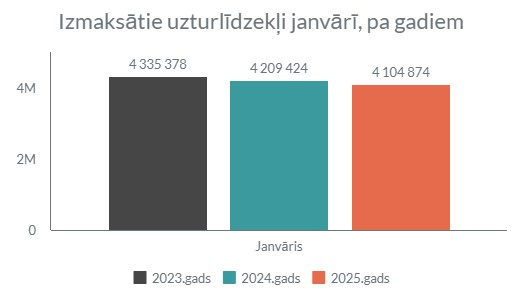 Izmaksātie uzturlīdzekļi janvārī, pa gadiem
4 335 378
4 209 424
4 104 874
4M
2M
0
Janvāris
2023.gads 2024.gads 2025.gads